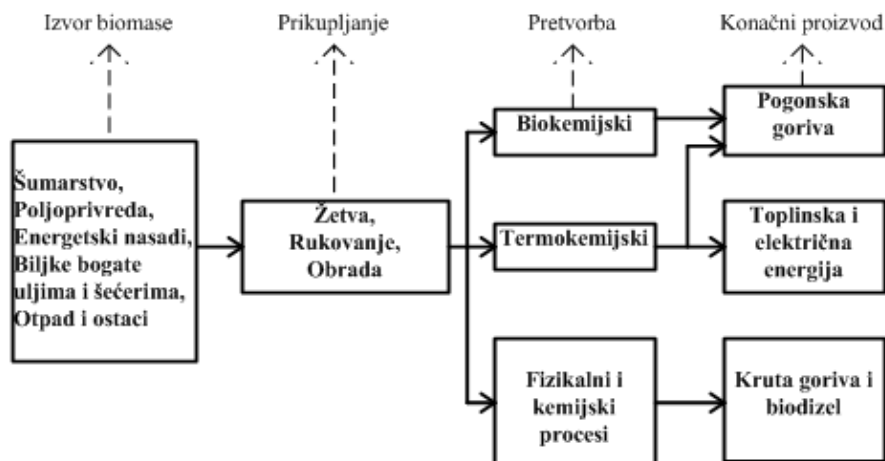 Izvor biomase
Prikupljanje
Pretvorba
Konačni proizvod
Šumarstvo,
Poljoprivreda,
Energetski nasadi,
Biljke bogate
uljima i šećerima,
Otpad i ostaci
Žetva,
Rukovanje,
Obrada
Biokemijski
Termokemijski
Fizikalni i
kemijski
procesi
Pogonska
goriva
Toplinska i
električna
energija
Kruta goriva i
biodizel